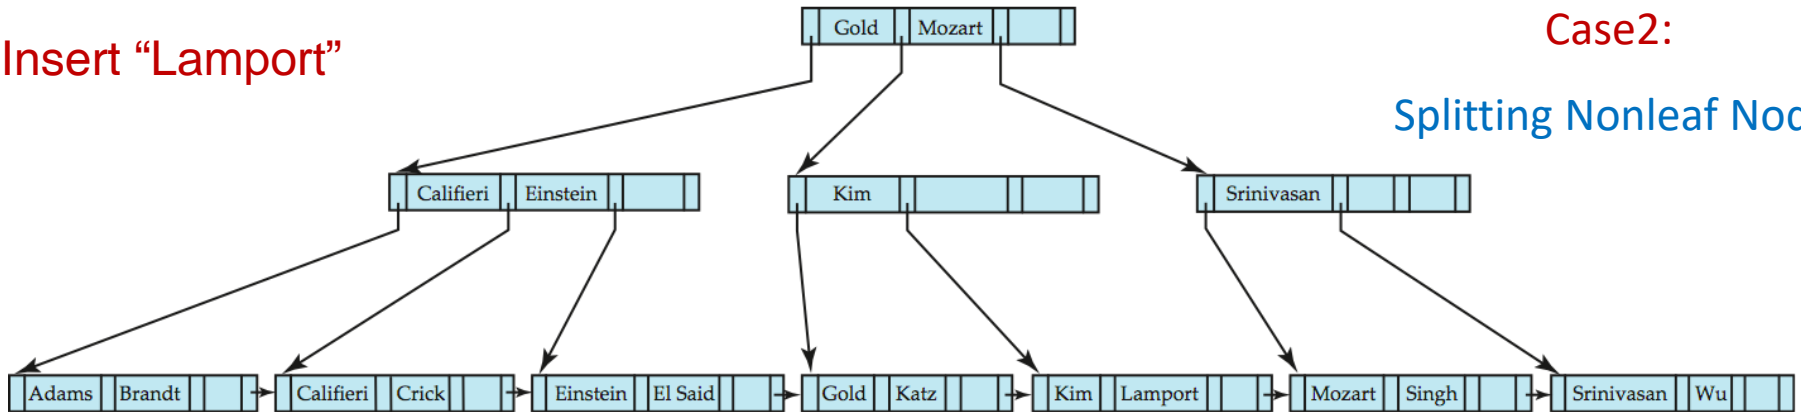 Insert “Lamport”
Case2:
Splitting Nonleaf
Gold Mozart
Califieri Einstein
Kim
Srinivasan
Adams Brandt
Califieri Crick
Einstein El Said
Gold Katz
Kim Lamport
Mozart Singh
Srinivasan Wu